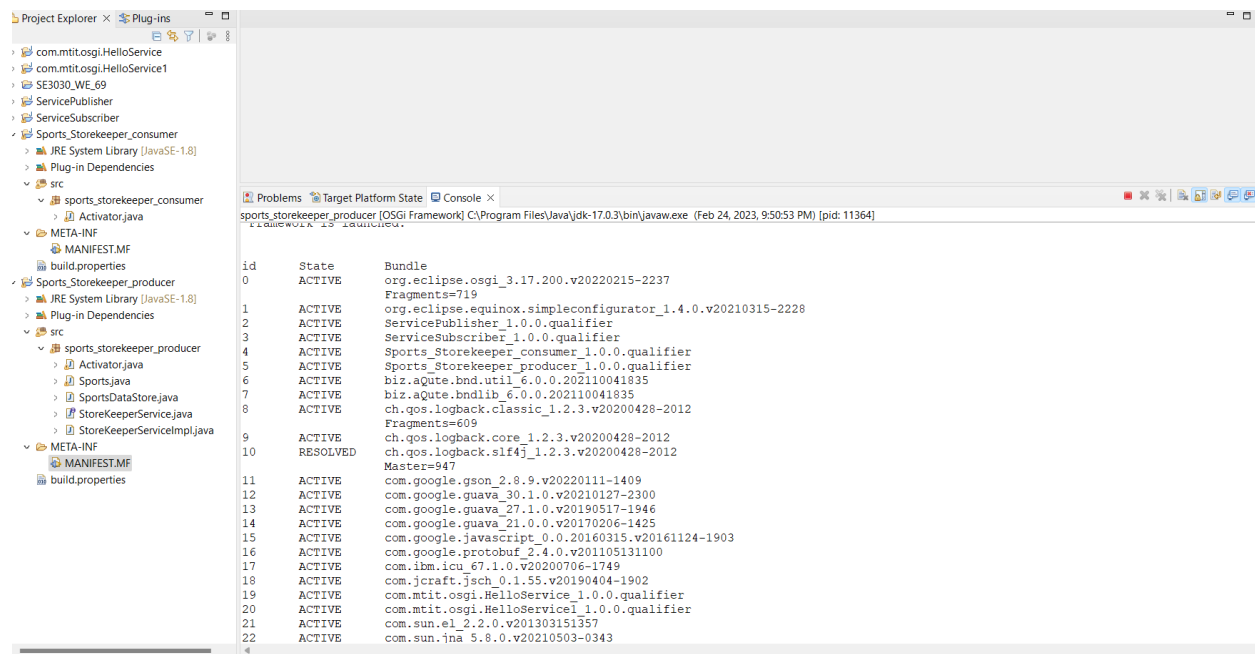 Project Explorer × Plug-ins
com.mtit.osgi.HelloService
com.mtit.osgi.HelloService1
SE3030_WE_69
ServicePublisher
ServiceSubscriber
Sports_Storekeeper_consumer
JRE System Library [JavaSE-1.8]
Plug-in Dependencies
src
sports_storekeeper_consumer
Activator.java
META-INF
MANIFEST.MF
build.properties
Sports_Storekeeper_producer
JRE System Library [JavaSE-1.8]
Plug-in Dependencies
src
sports_storekeeper_producer
Activator.java
Sports.java
SportsDataStore.java
StoreKeeperService.java
StoreKeeperServiceImpl.java
META-INF
MANIFEST.MF
build.properties
Problems Target Platform State Console ×
sports_storekeeper_producer [OSGi Framework] C:\Program Files\Java\jdk-17.0.3\bin\javaw.exe (Feb 24, 2023, 9:50:53 PM) [pid: 11364]
"Framework is launched."
id State Bundle
0 ACTIVE org.eclipse.osgi_3.17.200.v20220215-2237
Fragments=719
1 ACTIVE org.eclipse.equinox.simpleconfigurator_1.4.0.v20210315-2228
2 ACTIVE ServicePublisher_1.0.0.qualifier
3 ACTIVE ServiceSubscriber_1.0.0.qualifier
4 ACTIVE Sports_Storekeeper_consumer_1.0.0.qualifier
5 ACTIVE Sports_Storekeeper_producer_1.0.0.qualifier
6 ACTIVE biz.aQute.bnd.util_6.0.0.202110041835
7 ACTIVE biz.aQute.bndlib_6.0.0.202110041835
8 ACTIVE ch.qos.logback.classic_1.2.3.v20200428-2012
Fragments=609
9 ACTIVE ch.qos.logback.core_1.2.3.v20200428-2012
10 RESOLVED ch.qos.logback.slf4j_1.2.3.v20200428-2012
Master=947
11 ACTIVE com.google.gson_2.8.9.v20220111-1409
12 ACTIVE com.google.guava_30.1.0.v20210127-2300
13 ACTIVE com.google.guava_27.1.0.v20190517-1946
14 ACTIVE com.google.guava_21.0.0.v20170206-1425
15 ACTIVE com.google.javascript_0.0.20160315.v20161124-1903
16 ACTIVE com.google.protobuf_2.4.0.v201105131100
17 ACTIVE com.ibm.icu_67.1.0.v20200706-1749
18 ACTIVE com.jcraft.jsch_0.1.55.v20190404-1902
19 ACTIVE com.mtit.osgi.HelloService_1.0.0.qualifier
20 ACTIVE com.mtit.osgi.HelloService1_1.0.0.qualifier
21 ACTIVE com.sun.el_2.2.0.v201303151357
22 ACTIVE com.sun.jna_5.8.0.v20210503-0343